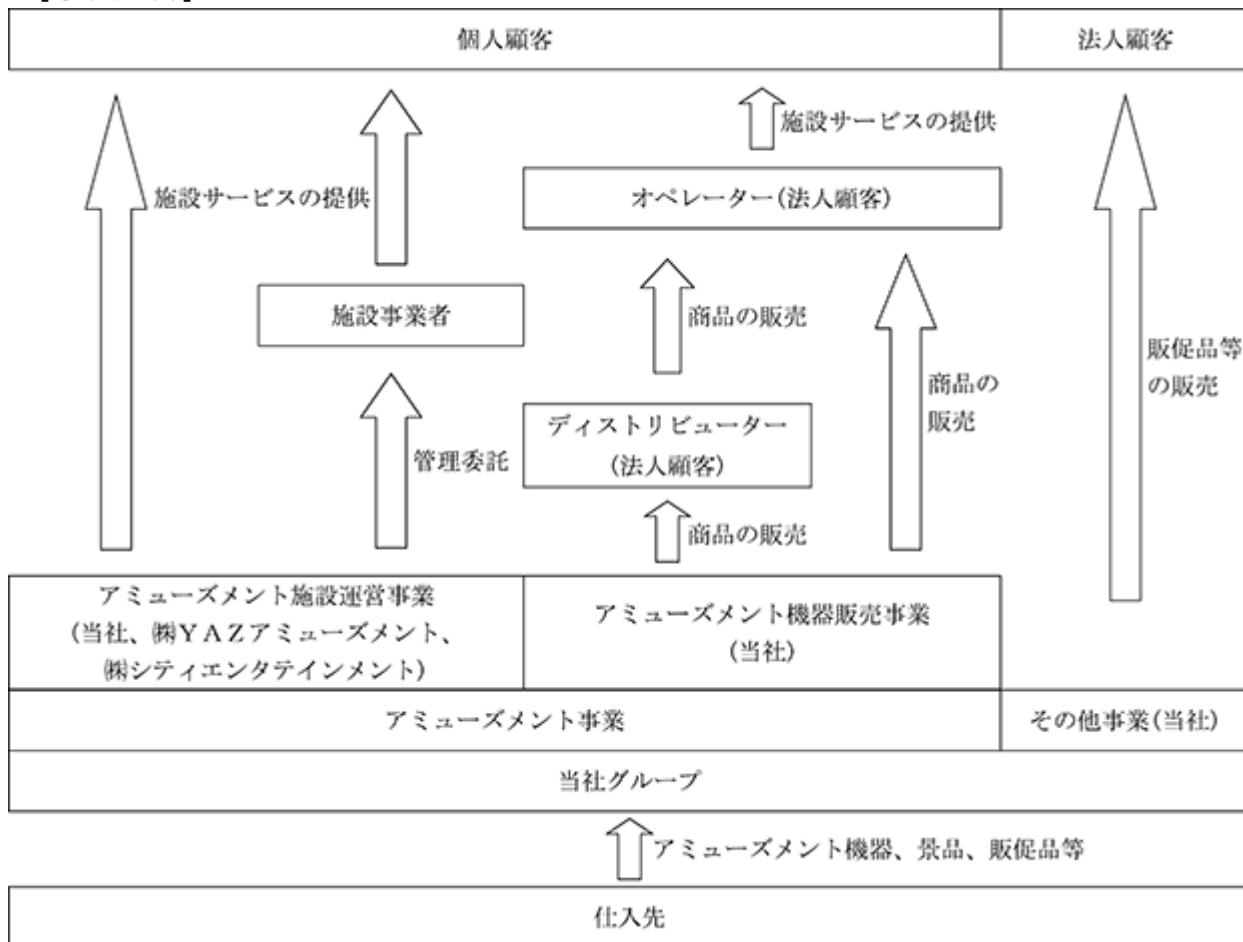 個人顧客
法人顧客
施設サービスの提供
施設サービスの提供
オペレーター(法人顧客)
施設事業者
商品の販売
販促品等
の販売
商品の
販売
ディストリビューター
(法人顧客)
管理委託
商品の販売
アミューズメント施設運営事業
(当社、㈱ＹＡＺアミューズメント、
㈱シティエンタテインメント)
アミューズメント機器販売事業
(当社)
アミューズメント事業
その他事業(当社)
当社グループ
アミューズメント機器、景品、販促品等
仕入先